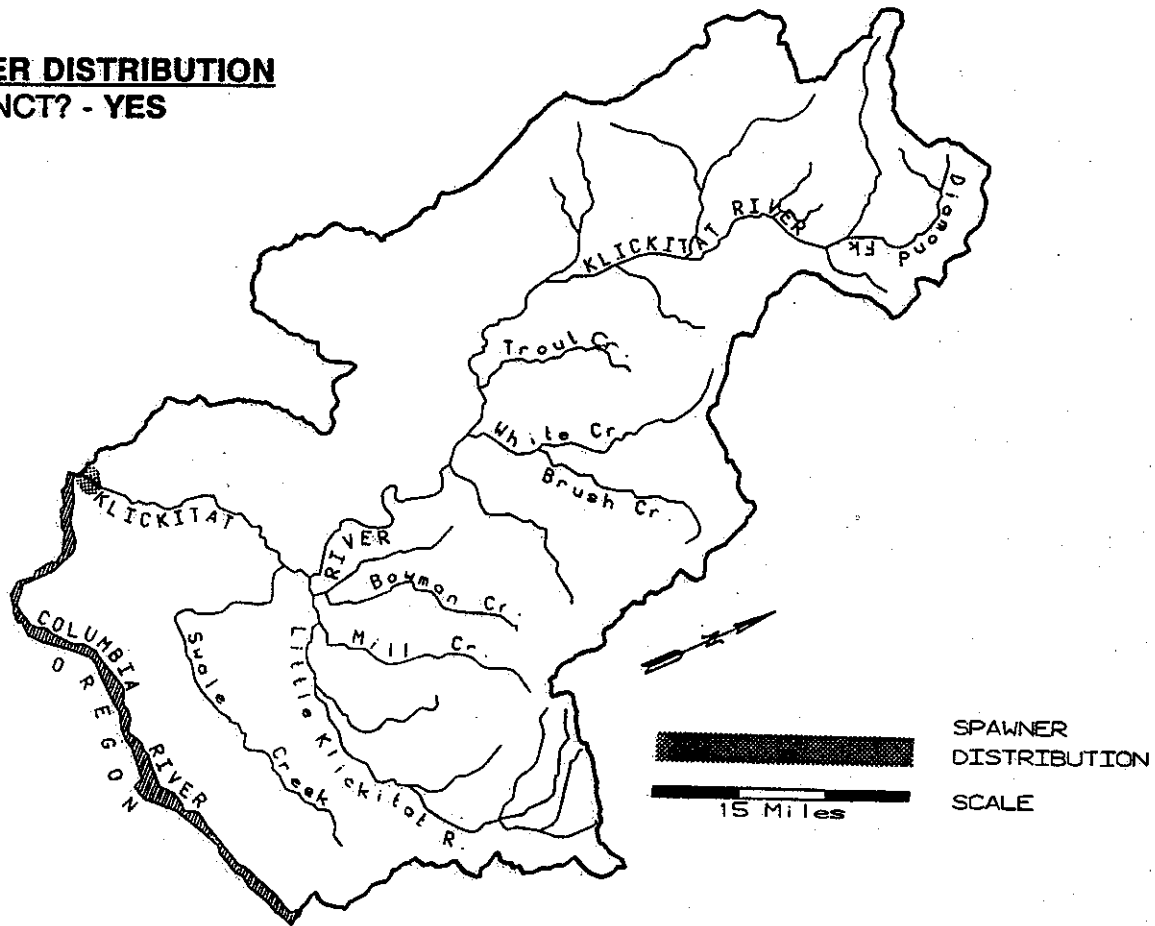 ER DISTRIBUTION
NCT? - YES
Diamond Fk
KLICKITAT RIVER
Trout Cr.
White Cr.
Brush Cr.
KLICKITAT
RIVER
Bowman Cr.
Mill Cr.
Little Klickitat R.
Swale Creek
COLUMBIA RIVER
OREGON
N
SPAWNER
DISTRIBUTION
15 Miles
SCALE